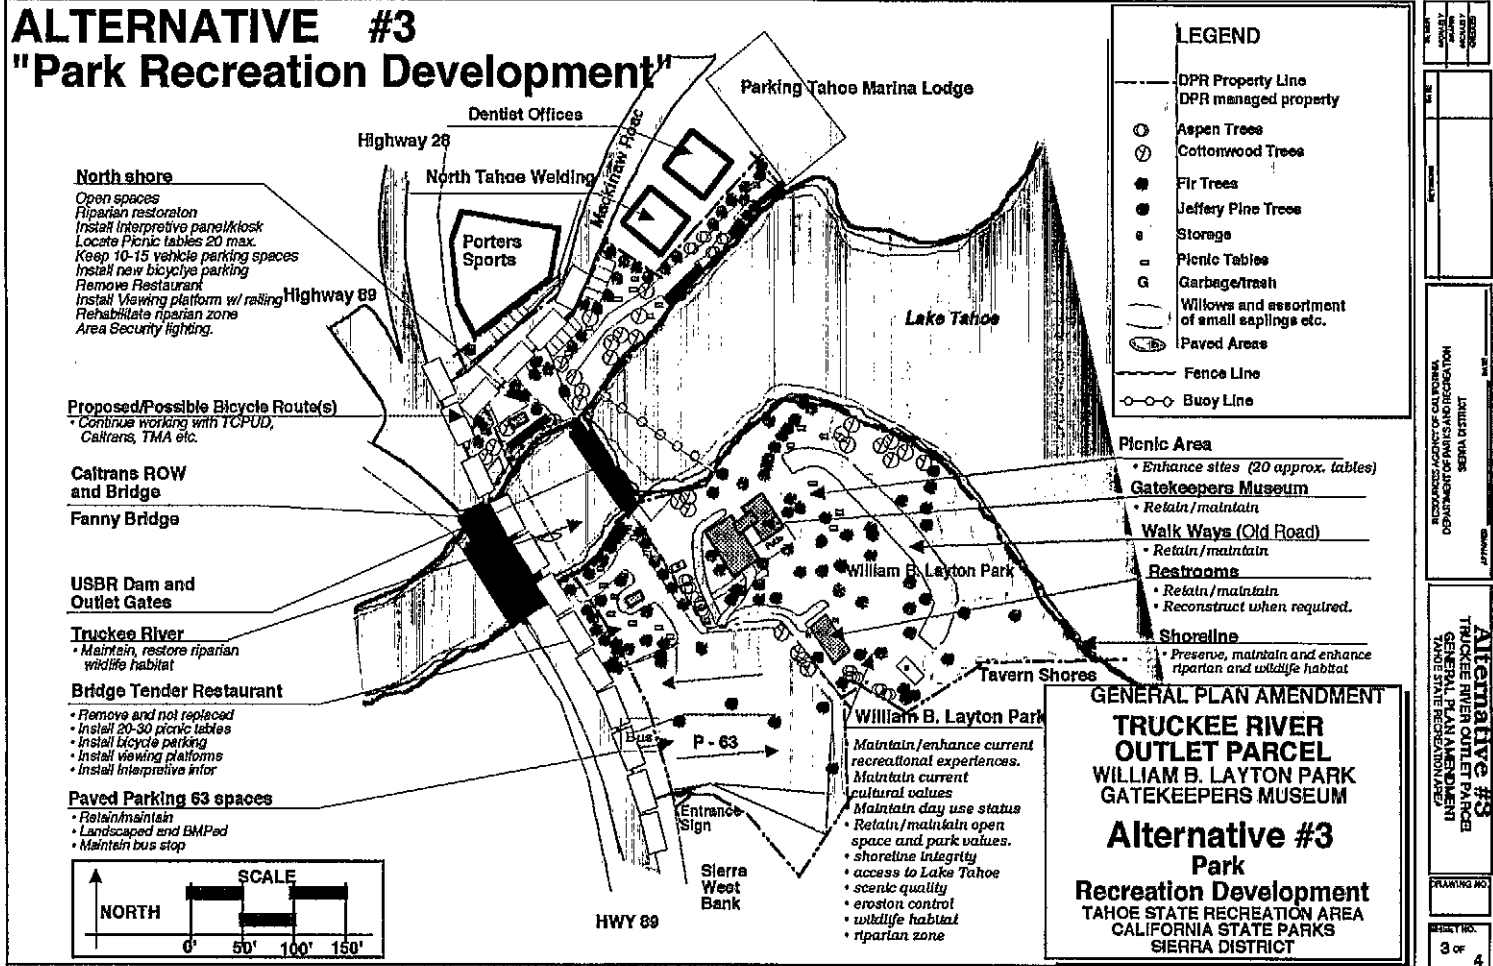 ALTERNATIVE #3
"Park Recreation Development"
Parking Tahoe Marina Lodge
Dentist Offices
Highway 28
Mackinaw Roac
North Tahoe Welding
Porters
Sports
Highway 89
North shore
Open spaces
Riparian restoraton
Install Interpretive panel/kiosk
Locate Picnic tables 20 max.
Keep 10-15 vehicle parking spaces
Install new bicyclye parking
Remove Restaurant
Install Viewing platform w/ railing
Rehabilitate riparian zone
Area Security lighting.
Proposed/Possible Bicycle Route(s)
• Continue working with TCPUD,
Caltrans, TMA etc.
Caltrans ROW
and Bridge
Fanny Bridge
USBR Dam and
Outlet Gates
Truckee River
• Maintain, restore riparian
wildlife habitat
Bridge Tender Restaurant
• Remove and not replaced
• Install 20-30 picnic tables
• Install bicycle parking
• Install viewing platforms
• Install Interpretive infor
Paved Parking 63 spaces
• Retain/maintain
• Landscaped and BMPed
• Maintain bus stop
SCALE
NORTH
0' 50' 100' 150'
Lake Tahoe
William B. Layton Park
Bus
P - 63
Entrance
Sign
Sierra
West
Bank
HWY 89
Tavern Shores
LEGEND
DPR Property Line
DPR managed property
Aspen Trees
Cottonwood Trees
Fir Trees
Jeffery Pine Trees
Storage
Picnic Tables
G Garbage/trash
Willows and assortment
of small saplings etc.
Paved Areas
Fence Line
Buoy Line
Picnic Area
• Enhance sites (20 approx. tables)
Gatekeepers Museum
• Retain/maintain
Walk Ways (Old Road)
• Retain/maintain
Restrooms
• Retain/maintain
• Reconstruct when required.
Shoreline
• Preserve, maintain and enhance
riparian and wildlife habitat
William B. Layton Park
Maintain/enhance current
recreational experiences.
Maintain current
cultural values
Maintain day use status
• Retain/maintain open
space and park values.
• shoreline integrity
• access to Lake Tahoe
• scenic quality
• erosion control
• wildlife habitat
• riparian zone
GENERAL PLAN AMENDMENT
TRUCKEE RIVER
OUTLET PARCEL
WILLIAM B. LAYTON PARK
GATEKEEPERS MUSEUM
Alternative #3
Park
Recreation Development
TAHOE STATE RECREATION AREA
CALIFORNIA STATE PARKS
SIERRA DISTRICT
RESOURCES AGENCY OF CALIFORNIA
DEPARTMENT OF PARKS AND RECREATION
SIERRA DISTRICT
Alternative #3
TRUCKEE RIVER OUTLET PARCEL
GENERAL PLAN AMENDMENT
TAHOE STATE RECREATION AREA
DRAWING NO.
SHEET NO.
3 OF 4